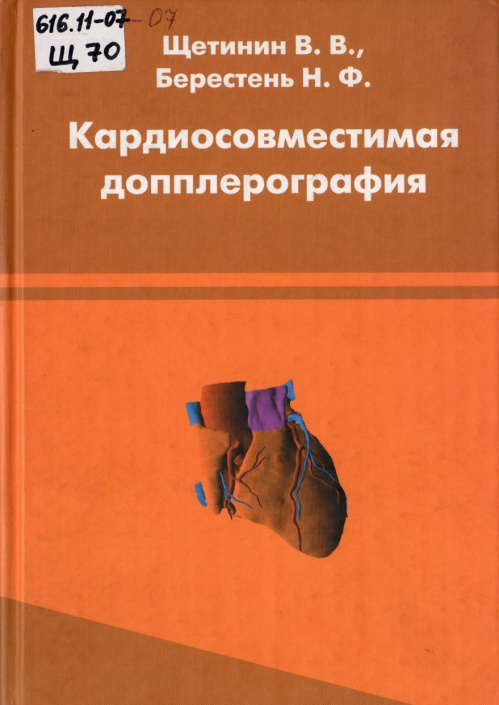 616.11-07-07
Щ 70
Щетинин В. В.,
Берестень Н. Ф.
Кардиосовместимая
допплерография